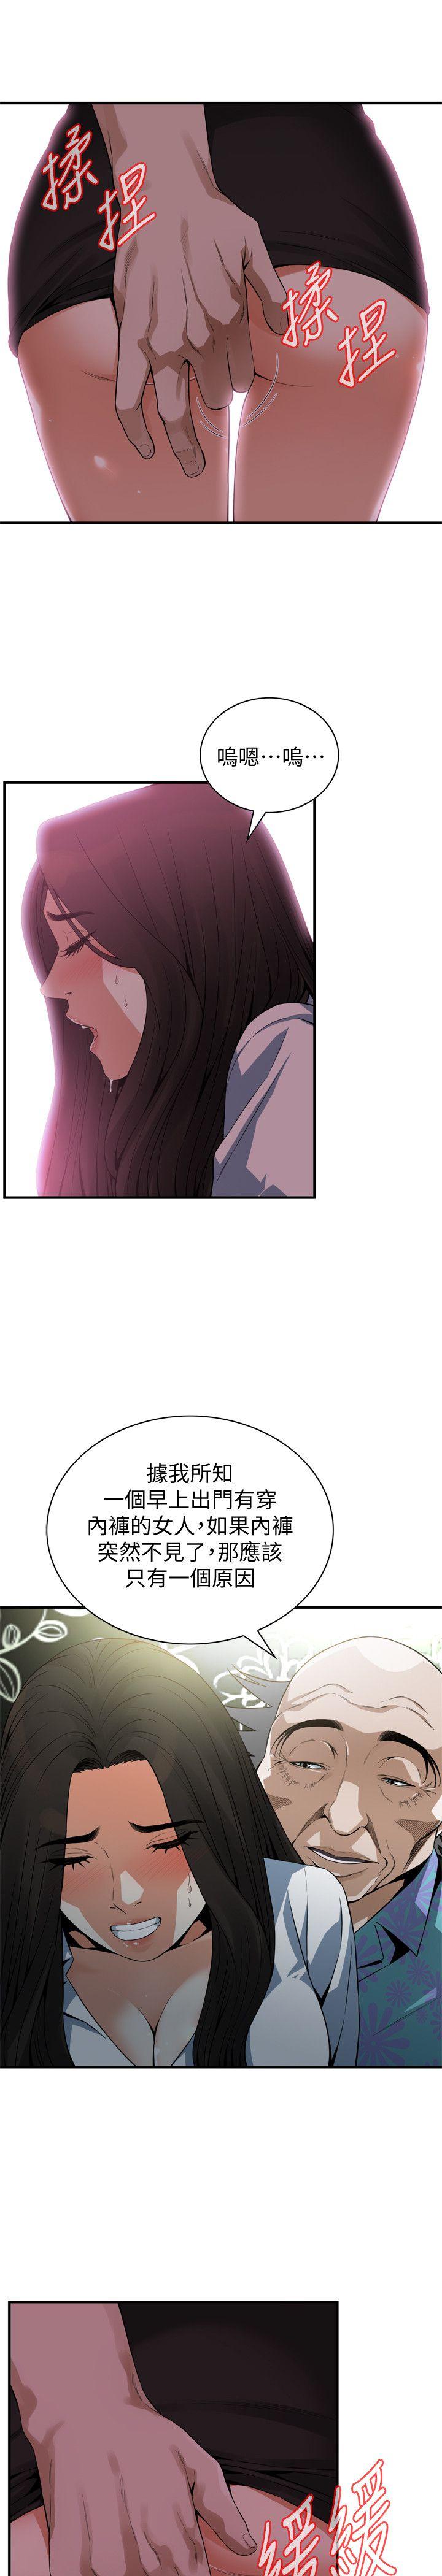 揉
捏
揉
捏
嗚嗯…嗚…
據我所知
一個早上出門有穿
內褲的女人,如果內褲
突然不見了,那應該
只有一個原因
緩
緩